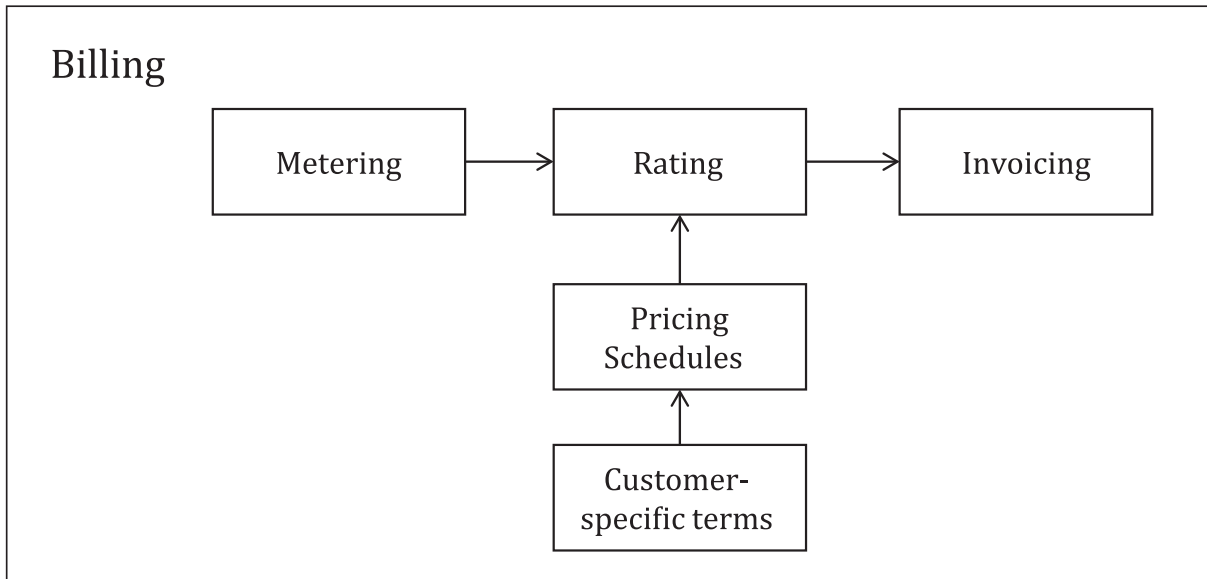 Billing
Metering
Rating
Invoicing
Pricing
Schedules
Customer-
specific terms